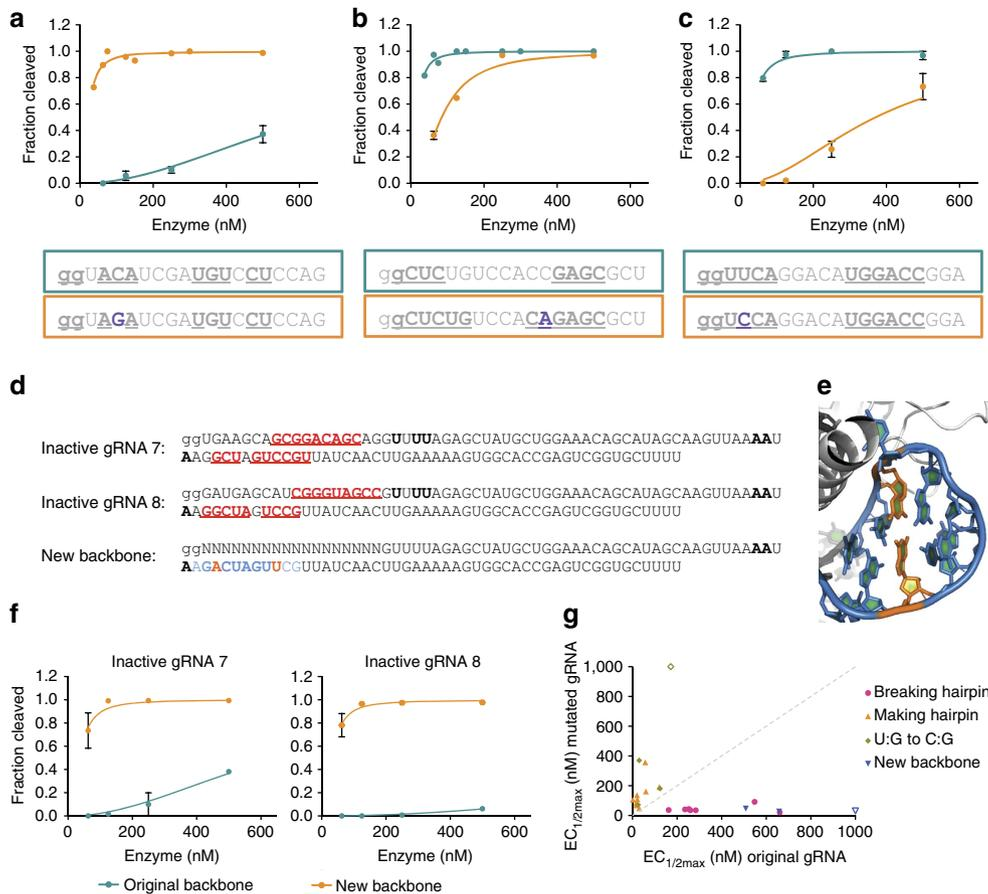 a
b
c
1.2
1.0
0.8
0.6
0.4
0.2
0.0
Fraction cleaved
0 200 400 600
Enzyme (nM)
1.2
1.0
0.8
0.6
0.4
0.2
0.0
Fraction cleaved
0 200 400 600
Enzyme (nM)
1.2
1.0
0.8
0.6
0.4
0.2
0.0
Fraction cleaved
0 200 400 600
Enzyme (nM)
ggUACAUCGAUGUCCUCCAG
ggUAGAUCGAUGUCCUCCAG
ggCUCUGUCCACCGAGCGCU
ggCUCUGUCCACAGAGCGCU
ggUUCAGGACAUGGACCGGA
ggUCCAGGACAUGGACCGGA
d
Inactive gRNA 7:
ggUGAAGCAGCGGACAGCAGGUUUUAGAGCUAUGCUGGAAACAGCAUAGCAAGUUAAAAU
AAGGCUAGUCCGUUAUCAACUUGAAAAAGUGGCACCGAGUCGGUGCUUUU
Inactive gRNA 8:
ggGAUGAGCAUCGGGUAGCCGUUUUAGAGCUAUGCUGGAAACAGCAUAGCAAGUUAAAAU
AAGGCUAGUCCGUUAUCAACUUGAAAAAGUGGCACCGAGUCGGUGCUUUU
New backbone:
ggNNNNNNNNNNNNNNNNNNGUUUUAGAGCUAUGCUGGAAACAGCAUAGCAAGUUAAAAU
AAGACUAGUUCGUUAUCAACUUGAAAAAGUGGCACCGAGUCGGUGCUUUU
e
f
Inactive gRNA 7
1.2
1.0
0.8
0.6
0.4
0.2
0.0
Fraction cleaved
0 200 400 600
Enzyme (nM)
Inactive gRNA 8
1.2
1.0
0.8
0.6
0.4
0.2
0.0
0 200 400 600
Enzyme (nM)
Original backbone
New backbone
g
EC1/2max (nM) mutated gRNA
1,000
800
600
400
200
0
0 200 400 600 800 1000
EC1/2max (nM) original gRNA
Breaking hairpin
Making hairpin
U:G to C:G
New backbone